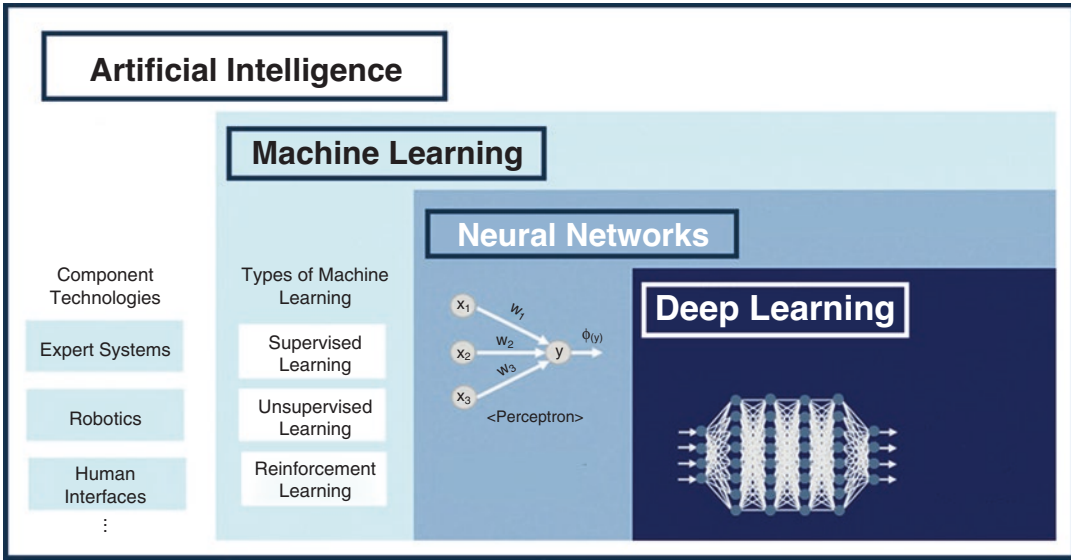 Artificial Intelligence
Machine Learning
Neural Networks
Deep Learning
Component
Technologies
Expert Systems
Robotics
Human
Interfaces
⋮
Types of Machine
Learning
Supervised
Learning
Unsupervised
Learning
Reinforcement
Learning
x₁
x₂
x₃
W₁
w₂
w₃
y
ϕ(y)
<Perceptron>